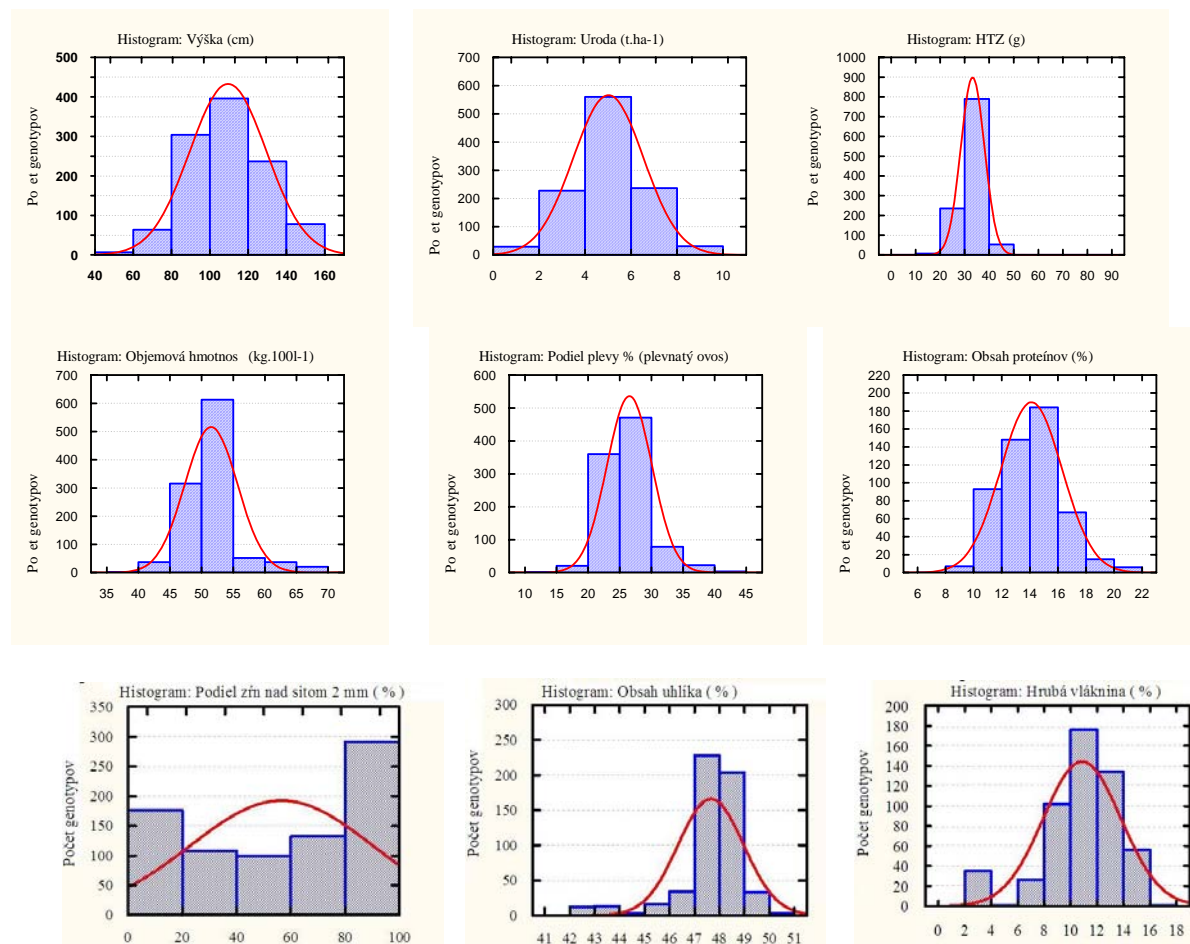 Histogram: Výška (cm)
500
400
300
200
100
0
Po et genotypov
40 60 80 100 120 140 160
Histogram: Uroda (t.ha-1)
700
600
500
400
300
200
100
0
Po et genotypov
0 2 4 6 8 10
Histogram: HTZ (g)
1000
900
800
700
600
500
400
300
200
100
0
Po et genotypov
0 10 20 30 40 50 60 70 80 90
Histogram: Objemová hmotnos (kg.100l-1)
700
600
500
400
300
200
100
0
Po et genotypov
35 40 45 50 55 60 65 70
Histogram: Podiel plevy % (plevnatý ovos)
600
500
400
300
200
100
0
Po et genotypov
10 15 20 25 30 35 40 45
Histogram: Obsah proteínov (%)
220
200
180
160
140
120
100
80
60
40
20
0
Po et genotypov
6 8 10 12 14 16 18 20 22
Histogram: Podiel zŕn nad sitom 2 mm ( % )
350
300
250
200
150
100
50
0
Počet genotypov
0 20 40 60 80 100
Histogram: Obsah uhlíka ( % )
300
250
200
150
100
50
0
Počet genotypov
41 42 43 44 45 46 47 48 49 50 51
Histogram: Hrubá vláknina ( % )
200
180
160
140
120
100
80
60
40
20
0
Počet genotypov
0 2 4 6 8 10 12 14 16 18